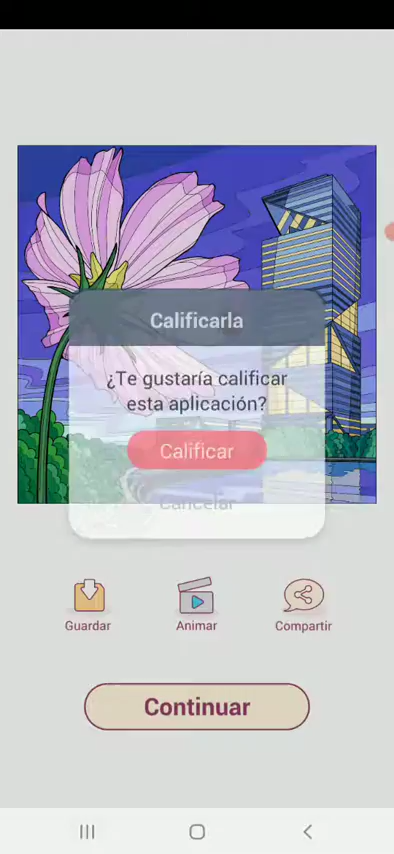 Calificarla
¿Te gustaría calificar
esta aplicación?
Calificar
Cancelar
Guardar
Animar
Compartir
Continuar